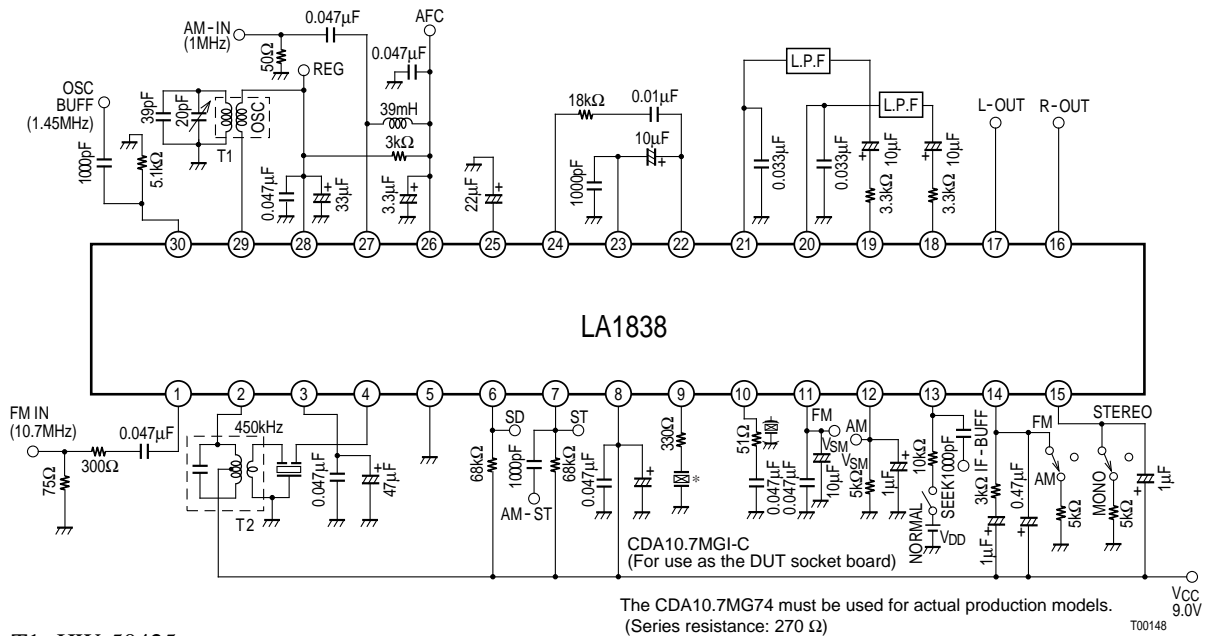 AM-IN
(1MHz)
0.047μF
AFC
50Ω
REG
0.047μF
OSC
BUFF
(1.45MHz)
39pF
20pF
OSC
T1
1000pF
5.1kΩ
39mH
3kΩ
0.047μF
33μF
3.3μF
22μF
18kΩ
0.01μF
10μF
1000pF
L.P.F
L.P.F
0.033μF
0.033μF
10μF
10μF
3.3kΩ
3.3kΩ
L-OUT
R-OUT
30 29 28 27 26 25 24 23 22 21 20 19 18 17 16
LA1838
1 2 3 4 5 6 7 8 9 10 11 12 13 14 15
FM IN
(10.7MHz)
0.047μF
300Ω
75Ω
450kHz
T2
0.047μF
47μF
SD
68kΩ
1000pF
AM-ST
ST
68kΩ
0.047μF
330Ω
*
51Ω
0.047μF
0.047μF
FM
VSM
10μF
AM
VSM
5kΩ
1μF
10kΩ
SEEK
NORMAL
VDD
1000pF
IF-BUFF
3kΩ
1μF
0.47μF
FM
AM
5kΩ
STEREO
MONO
5kΩ
1μF
CDA10.7MGI-C
(For use as the DUT socket board)
VCC
9.0V
The CDA10.7MG74 must be used for actual production models.
(Series resistance: 270 Ω)
T00148